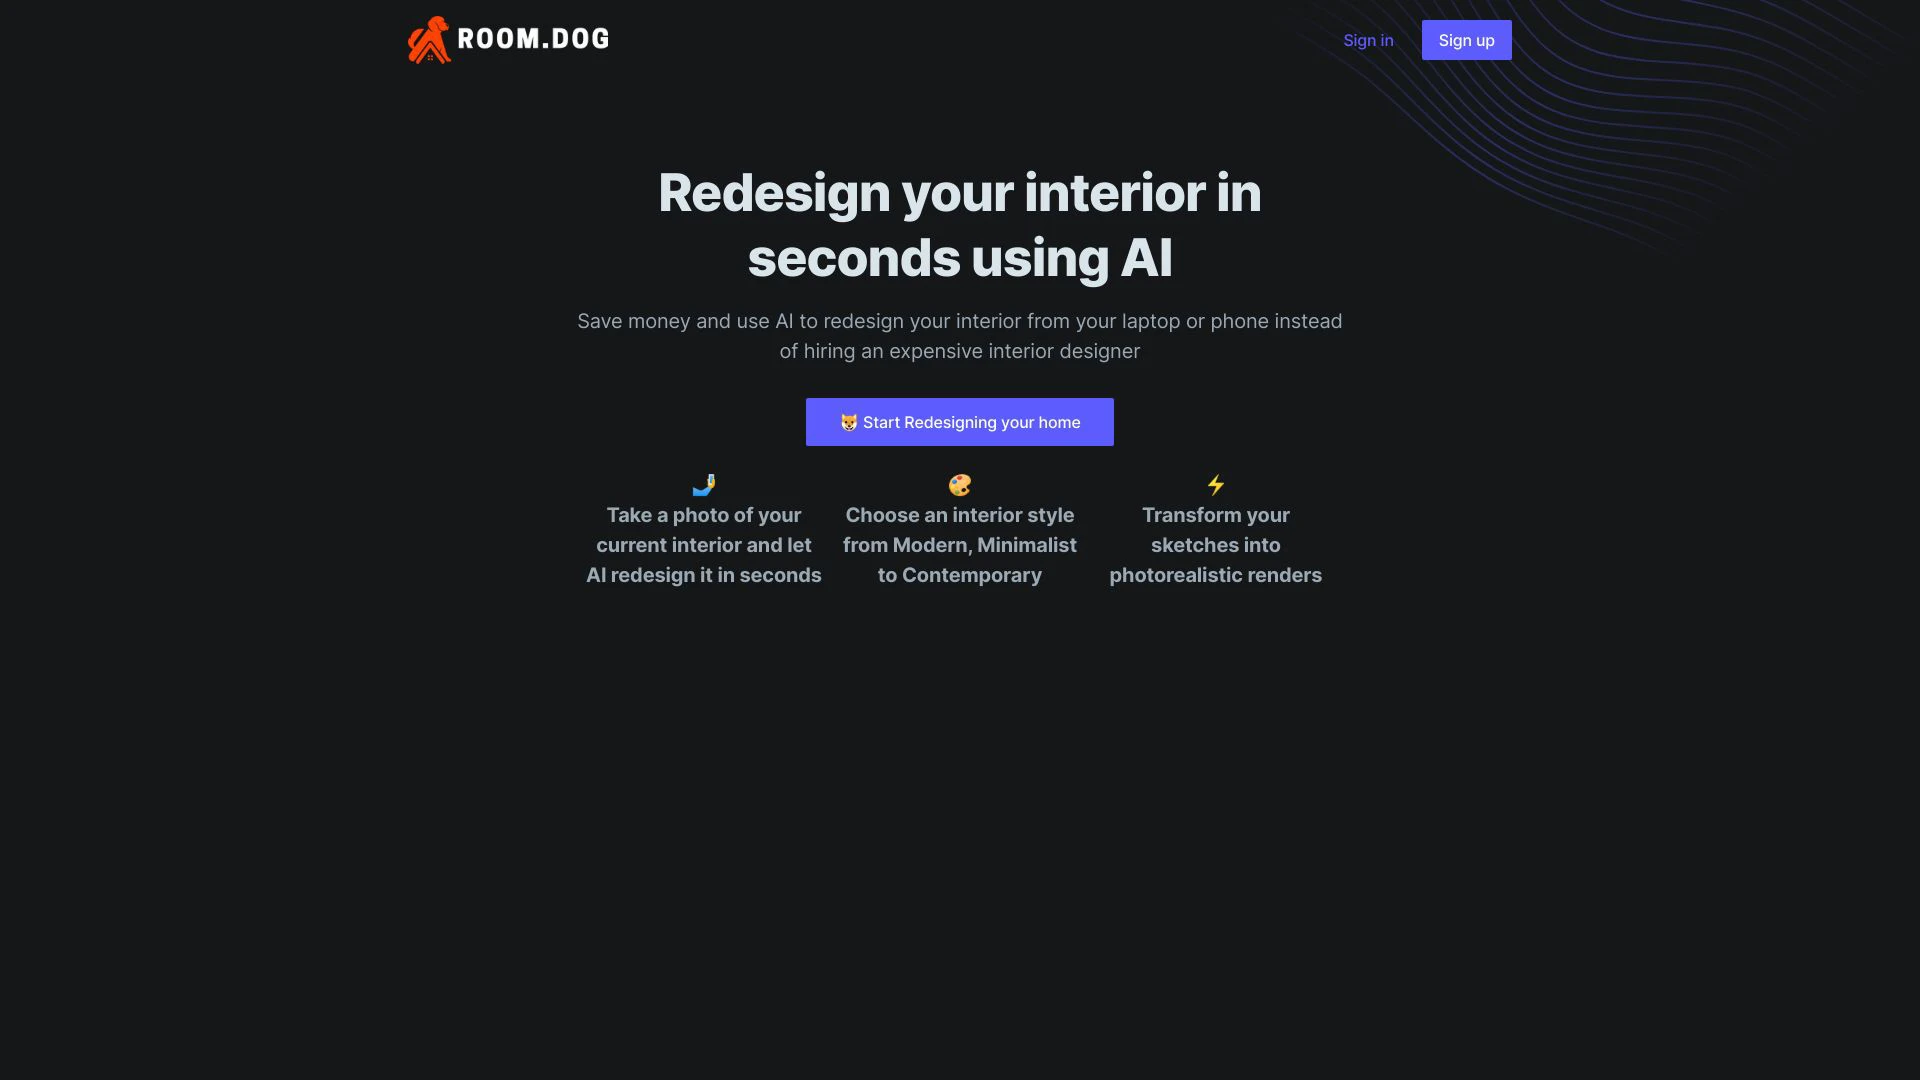 ROOM.DOG
Sign in
Sign up
Redesign your interior in
seconds using AI
Save money and use AI to redesign your interior from your laptop or phone instead
of hiring an expensive interior designer
🐶 Start Redesigning your home
🤳
Take a photo of your
current interior and let
AI redesign it in seconds
🎨
Choose an interior style
from Modern, Minimalist
to Contemporary
⚡
Transform your
sketches into
photorealistic renders